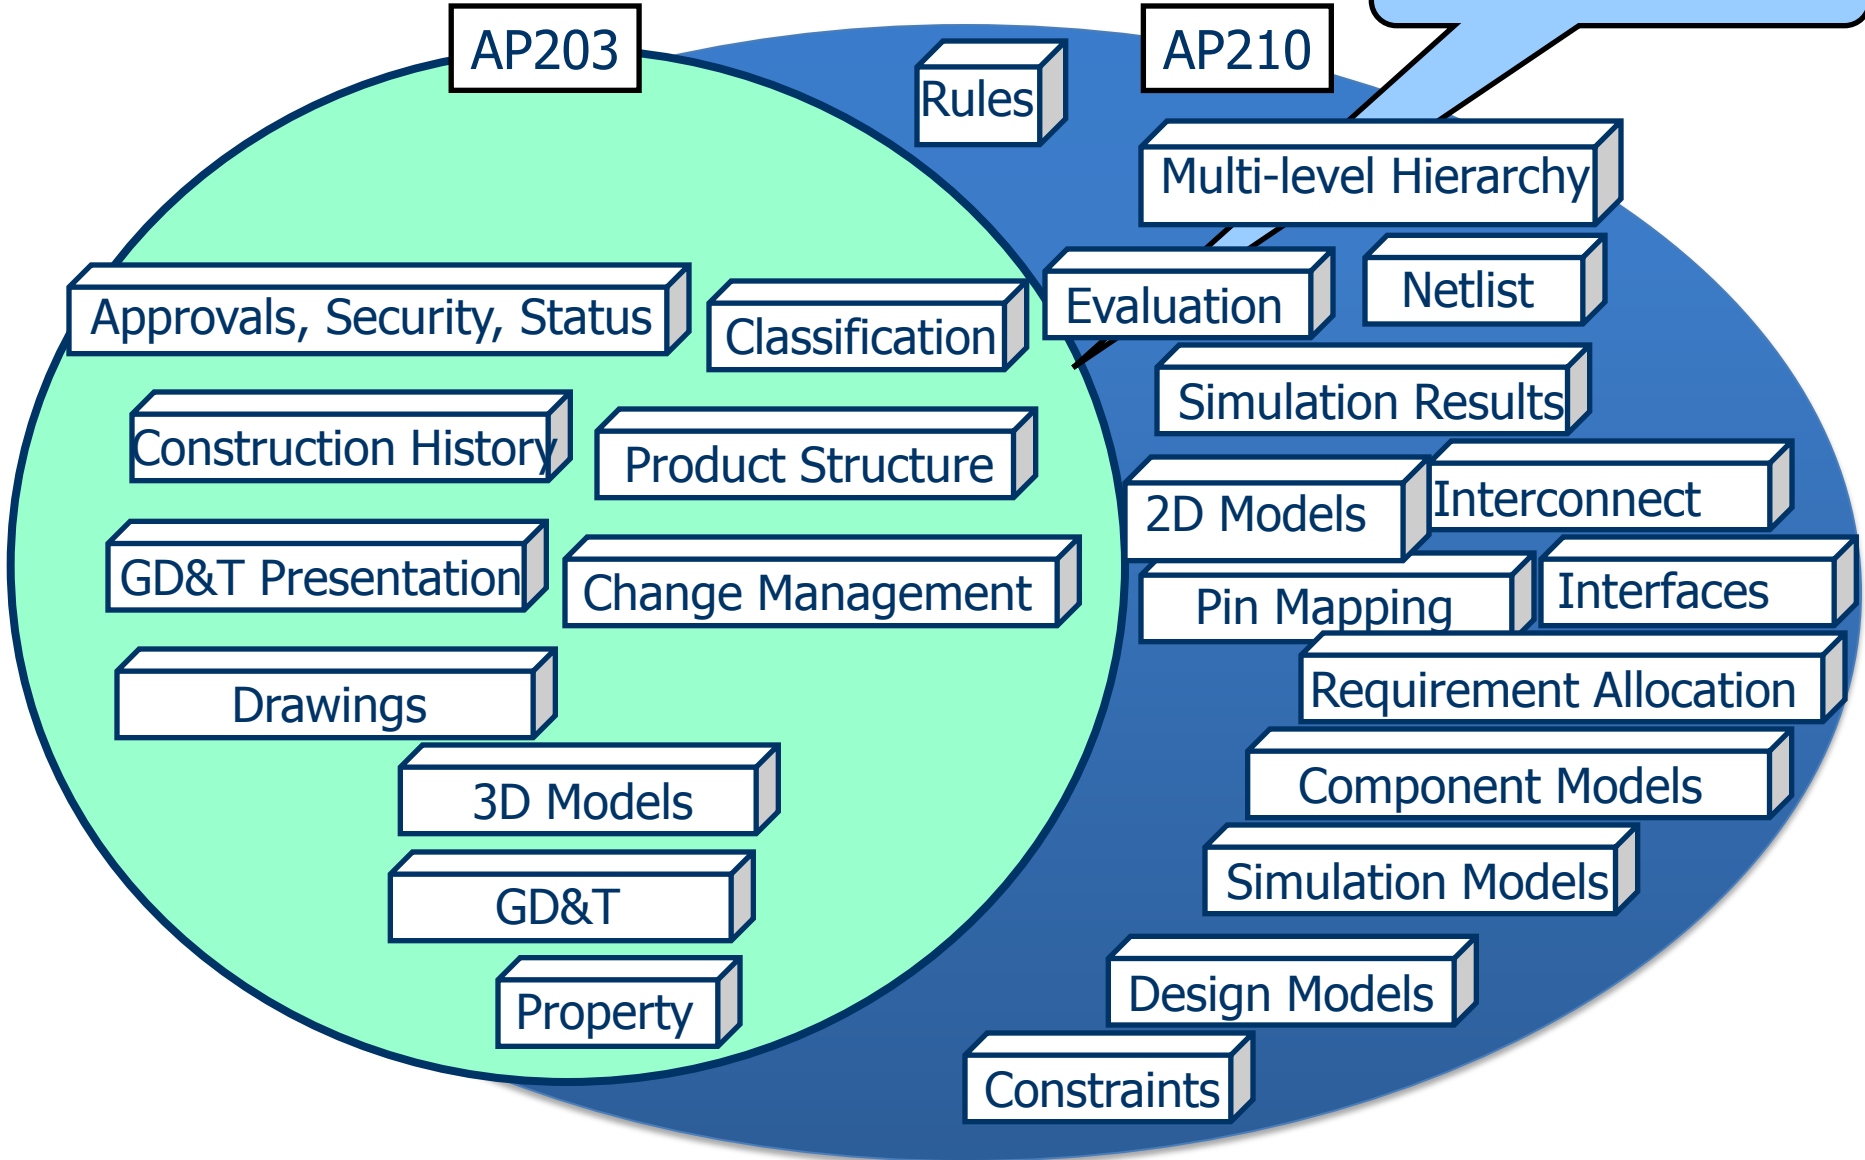 AP203
AP210
Rules
Multi-level Hierarchy
Approvals, Security, Status
Classification
Evaluation
Netlist
Simulation Results
Construction History
Product Structure
2D Models
Interconnect
GD&T Presentation
Change Management
Pin Mapping
Interfaces
Drawings
Requirement Allocation
3D Models
Component Models
GD&T
Simulation Models
Property
Design Models
Constraints